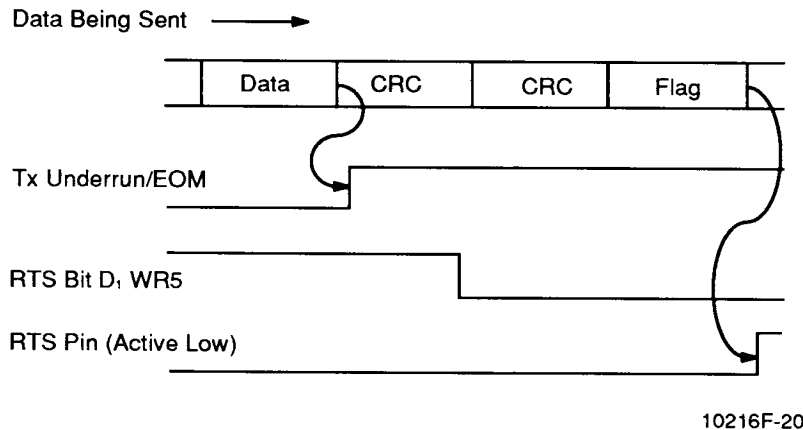 Data Being Sent
Data CRC CRC Flag
Tx Underrun/EOM
RTS Bit D₁ WR5
RTS Pin (Active Low)
10216F-20